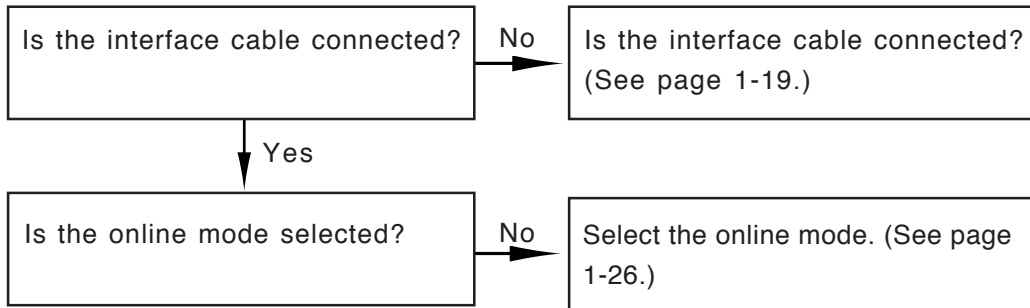 Is the interface cable connected?
No
Is the interface cable connected?
(See page 1-19.)
Yes
Is the online mode selected?
No
Select the online mode. (See page
1-26.)